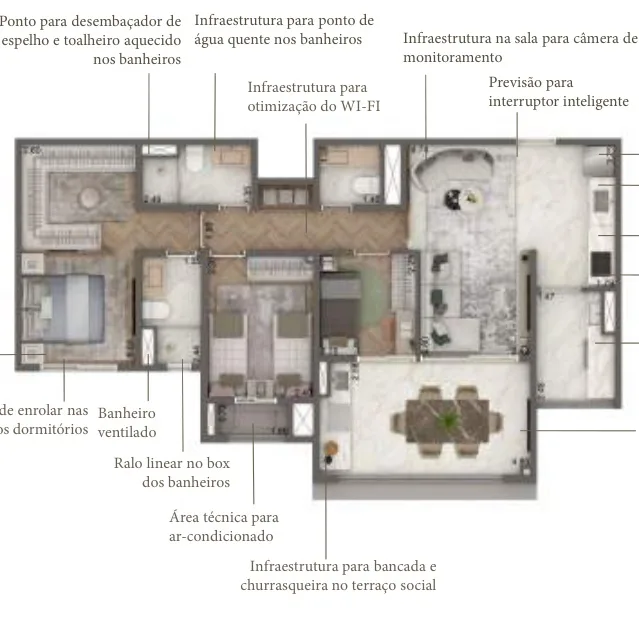 Ponto para desembaçador de
espelho e toalheiro aquecido
nos banheiros
Infraestrutura para ponto de
água quente nos banheiros
Infraestrutura na sala para câmera de
monitoramento
Infraestrutura para
otimização do WI-FI
Previsão para
interruptor inteligente
de enrolar nas
os dormitórios
Banheiro
ventilado
Ralo linear no box
dos banheiros
Área técnica para
ar-condicionado
Infraestrutura para bancada e
churrasqueira no terraço social